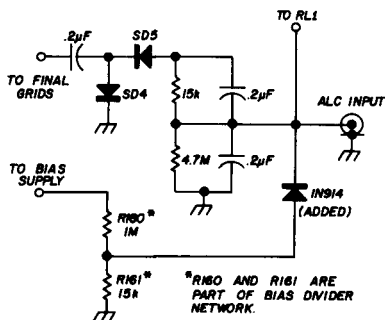 TO RL1
.2µF
SD5
TO FINAL
GRIDS
SD4
15k
.2µF
ALC INPUT
4.7M
.2µF
TO BIAS
SUPPLY
IN914
(ADDED)
R160*
1M
R161*
15k
*R160 AND R161 ARE
PART OF BIAS DIVIDER
NETWORK.